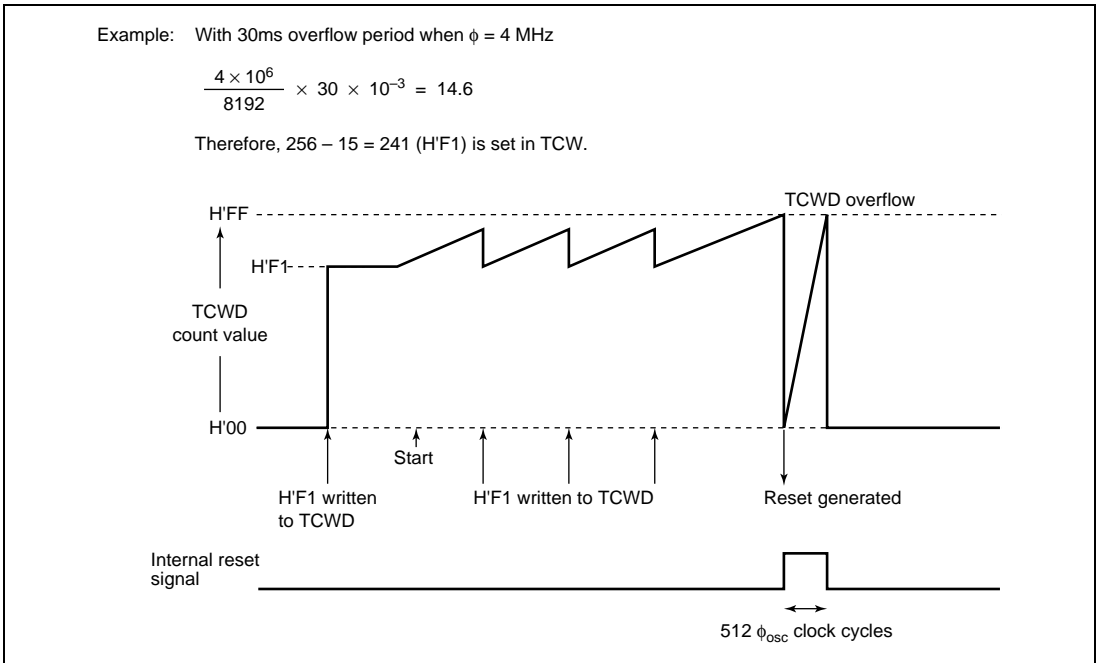 Example: With 30ms overflow period when ϕ = 4 MHz
4 × 10⁶
8192
× 30 × 10⁻³ = 14.6
Therefore, 256 – 15 = 241 (H'F1) is set in TCW.
TCWD overflow
H'FF
H'F1
TCWD
count value
H'00
Start
H'F1 written
to TCWD
H'F1 written to TCWD
Reset generated
Internal reset
signal
512 ϕosc clock cycles